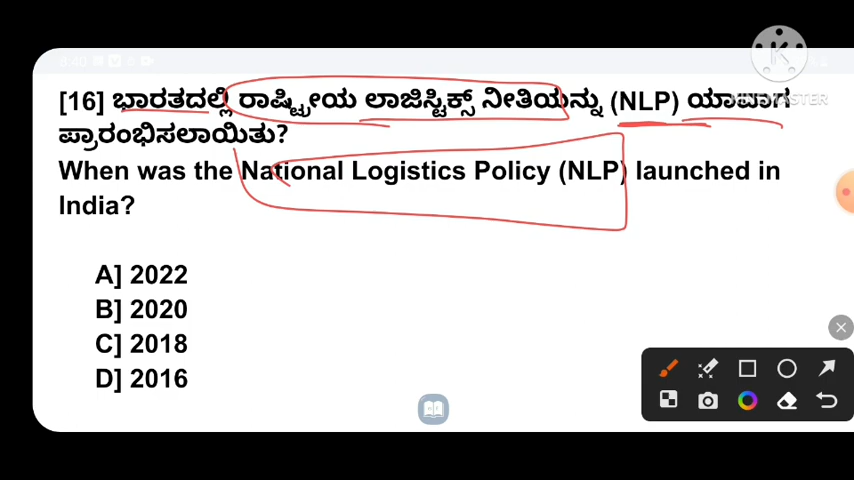 [16] ಭಾರತದಲ್ಲಿ ರಾಷ್ಟ್ರೀಯ ಲಾಜಿಸ್ಟಿಕ್ಸ್ ನೀತಿಯನ್ನು (NLP) ಯಾವಾಗ
ಪ್ರಾರಂಭಿಸಲಾಯಿತು?
When was the National Logistics Policy (NLP) launched in
India?
A] 2022
B] 2020
C] 2018
D] 2016